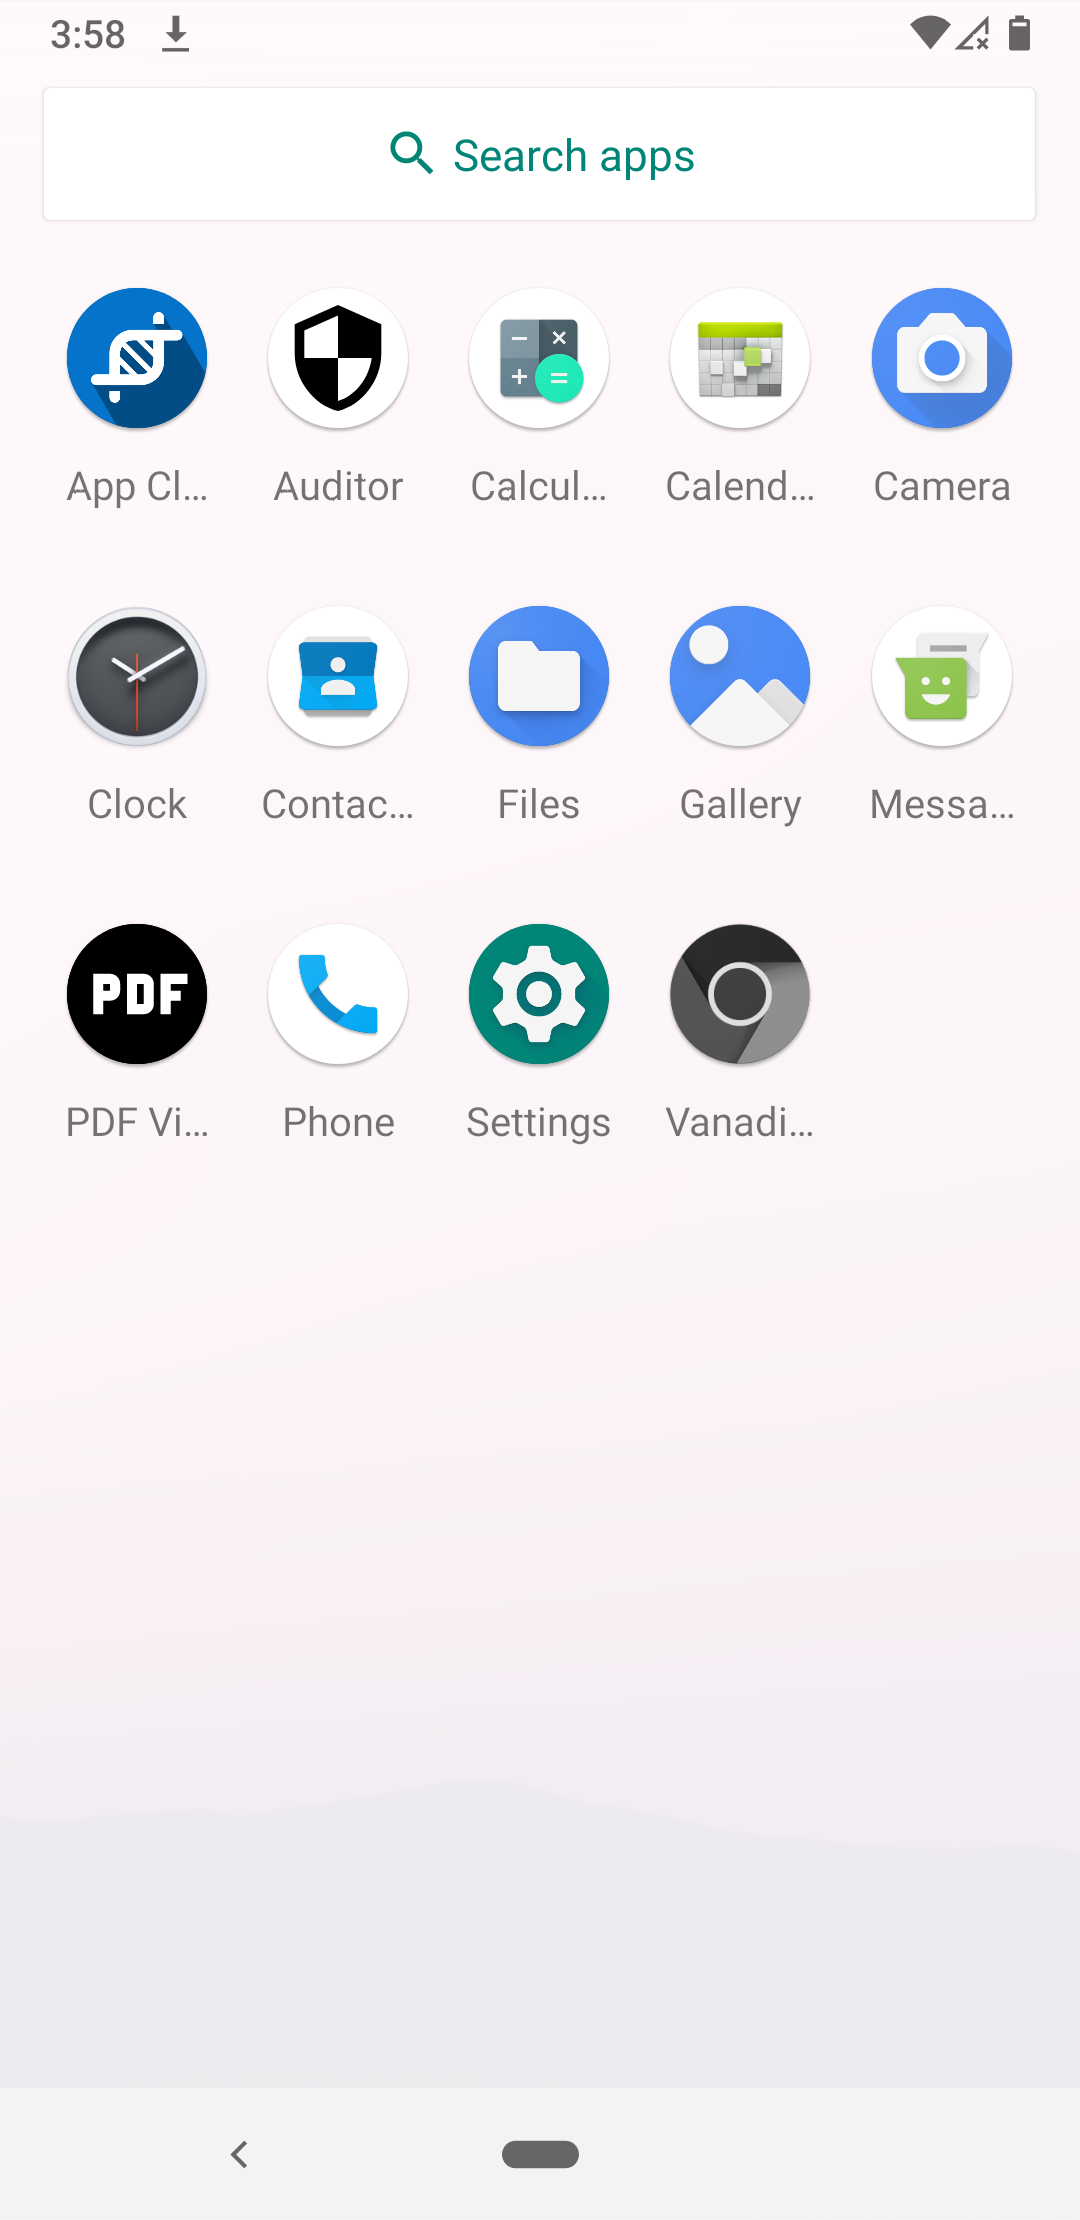 3:58
Search apps
App Cl...
Auditor
Calcul...
Calend...
Camera
Clock
Contac...
Files
Gallery
Messa...
PDF
PDF Vi...
Phone
Settings
Vanadi...